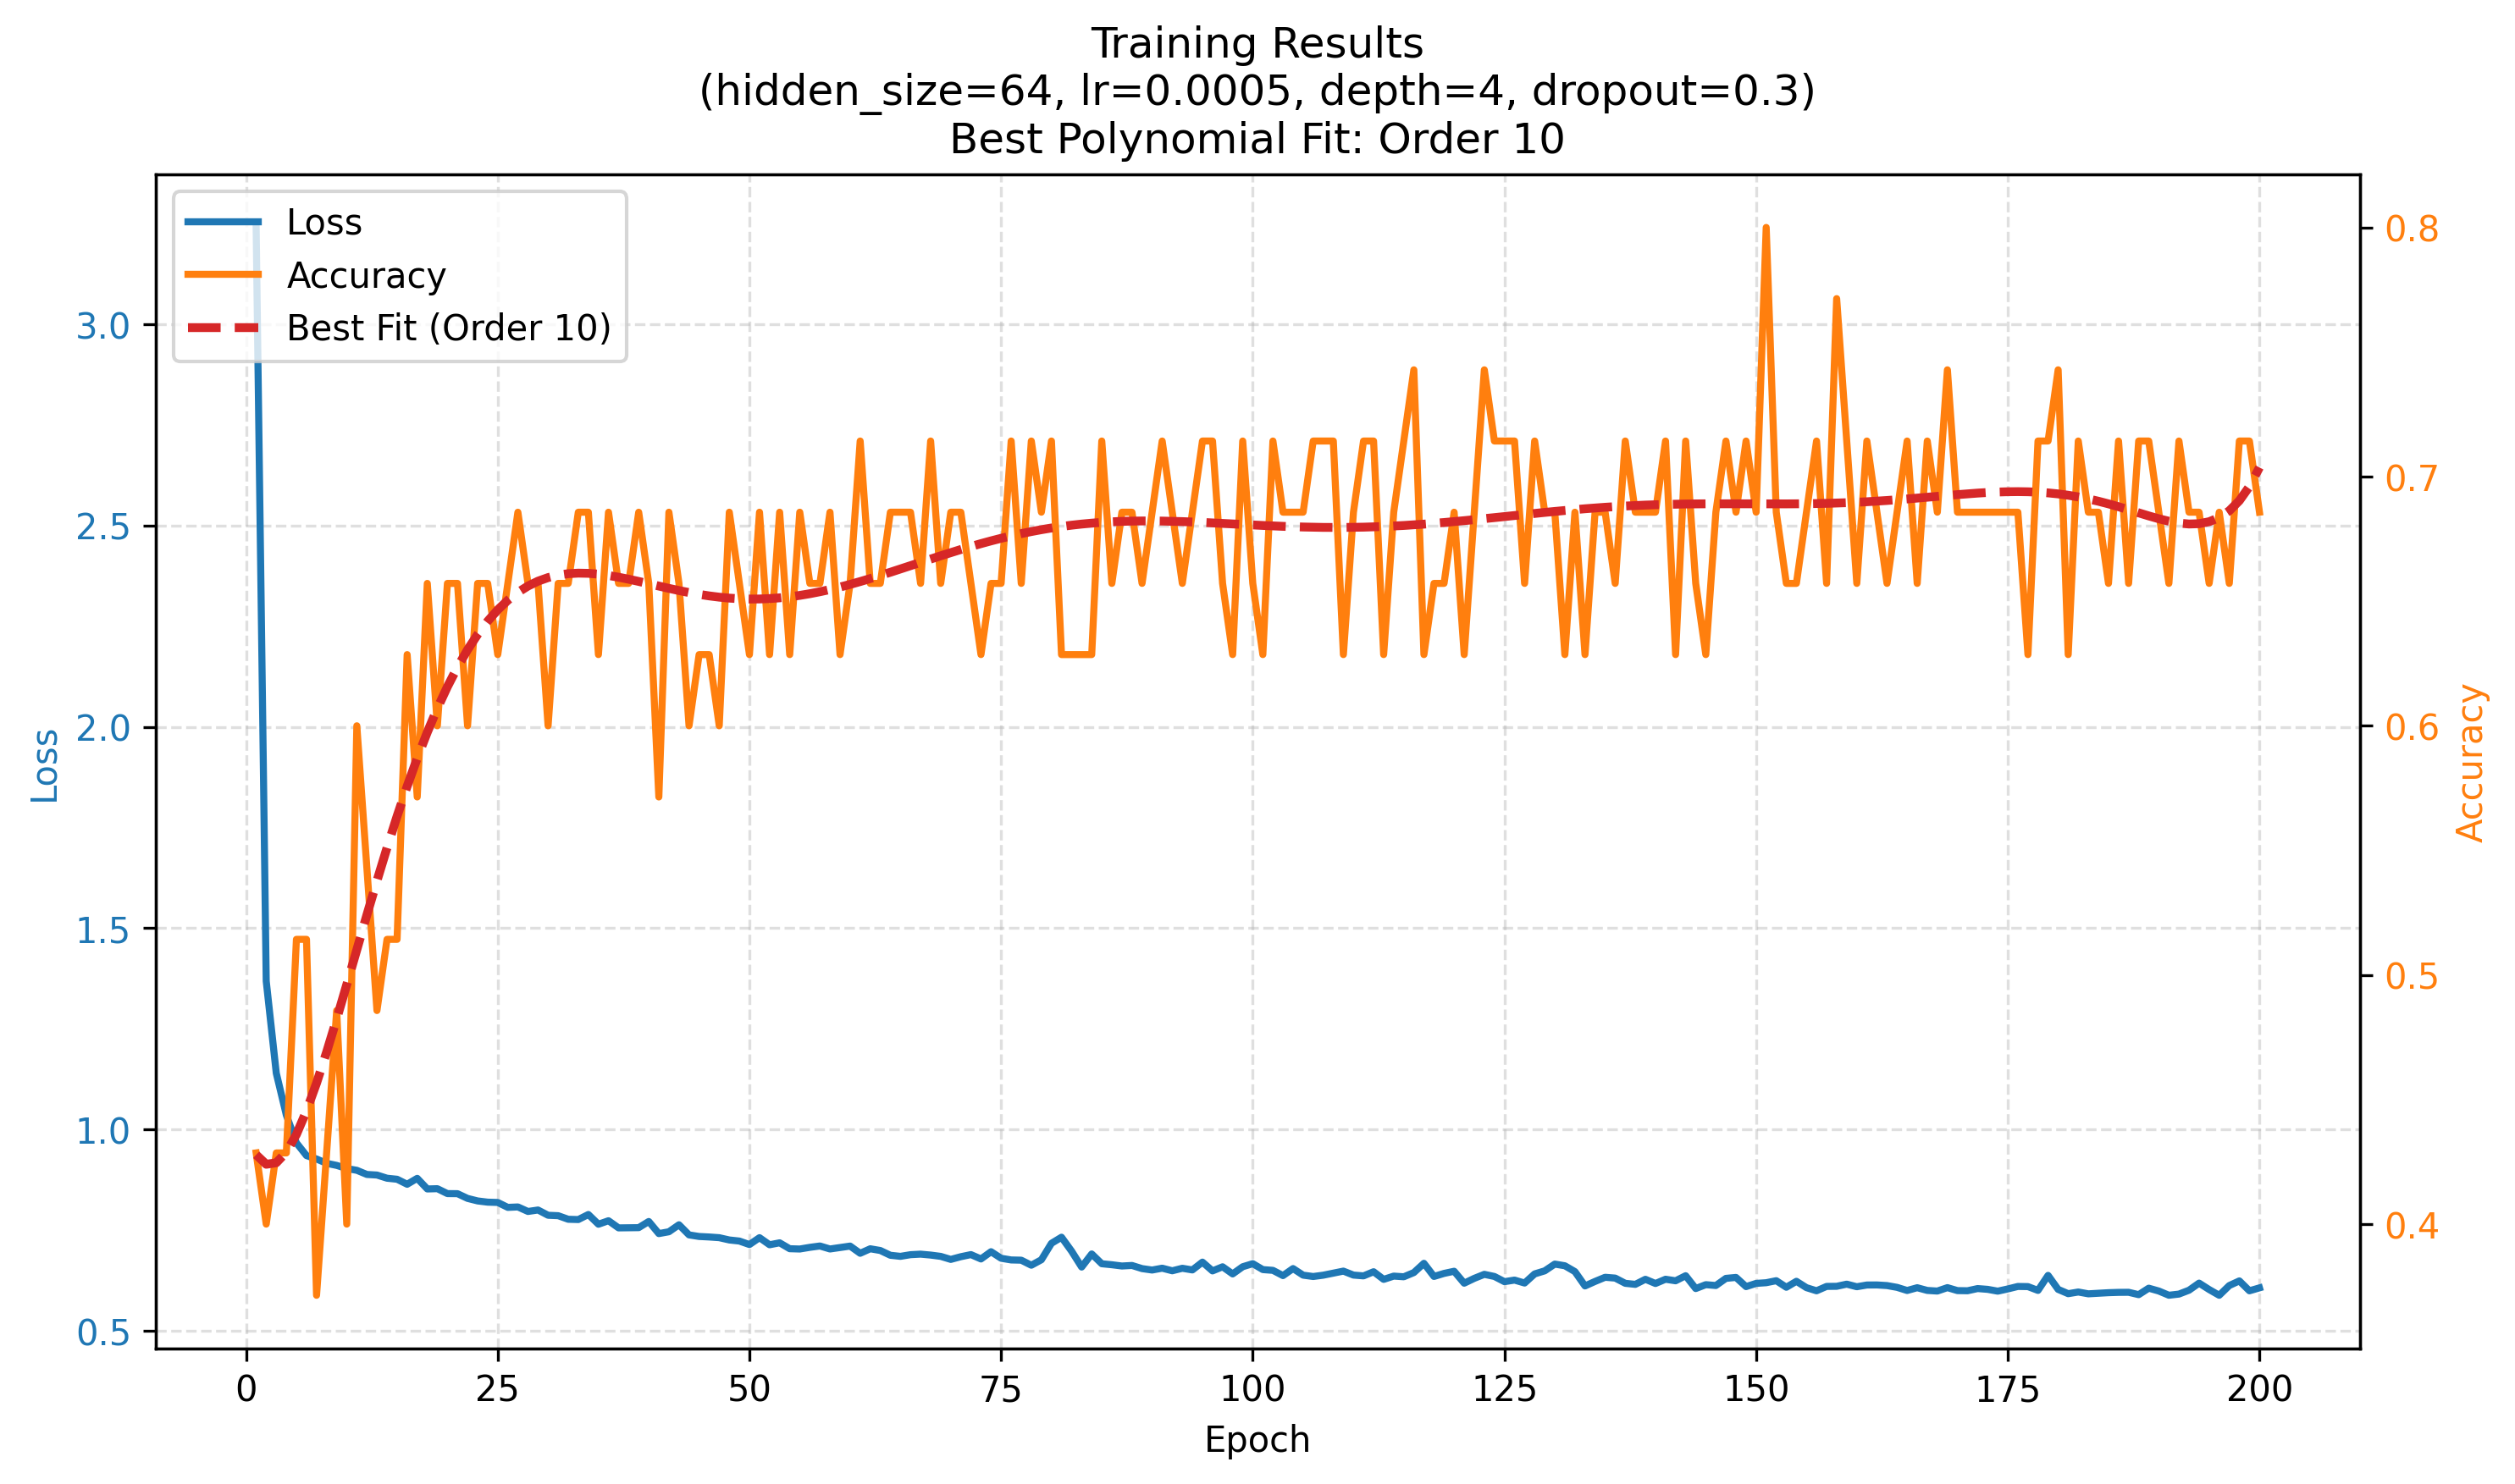 Training Results
(hidden_size=64, lr=0.0005, depth=4, dropout=0.3)
Best Polynomial Fit: Order 10
Loss
Accuracy
Best Fit (Order 10)
3.0
2.5
2.0
1.5
1.0
0.5
Loss
0.8
0.7
0.6
0.5
0.4
Accuracy
0 25 50 75 100 125 150 175 200
Epoch